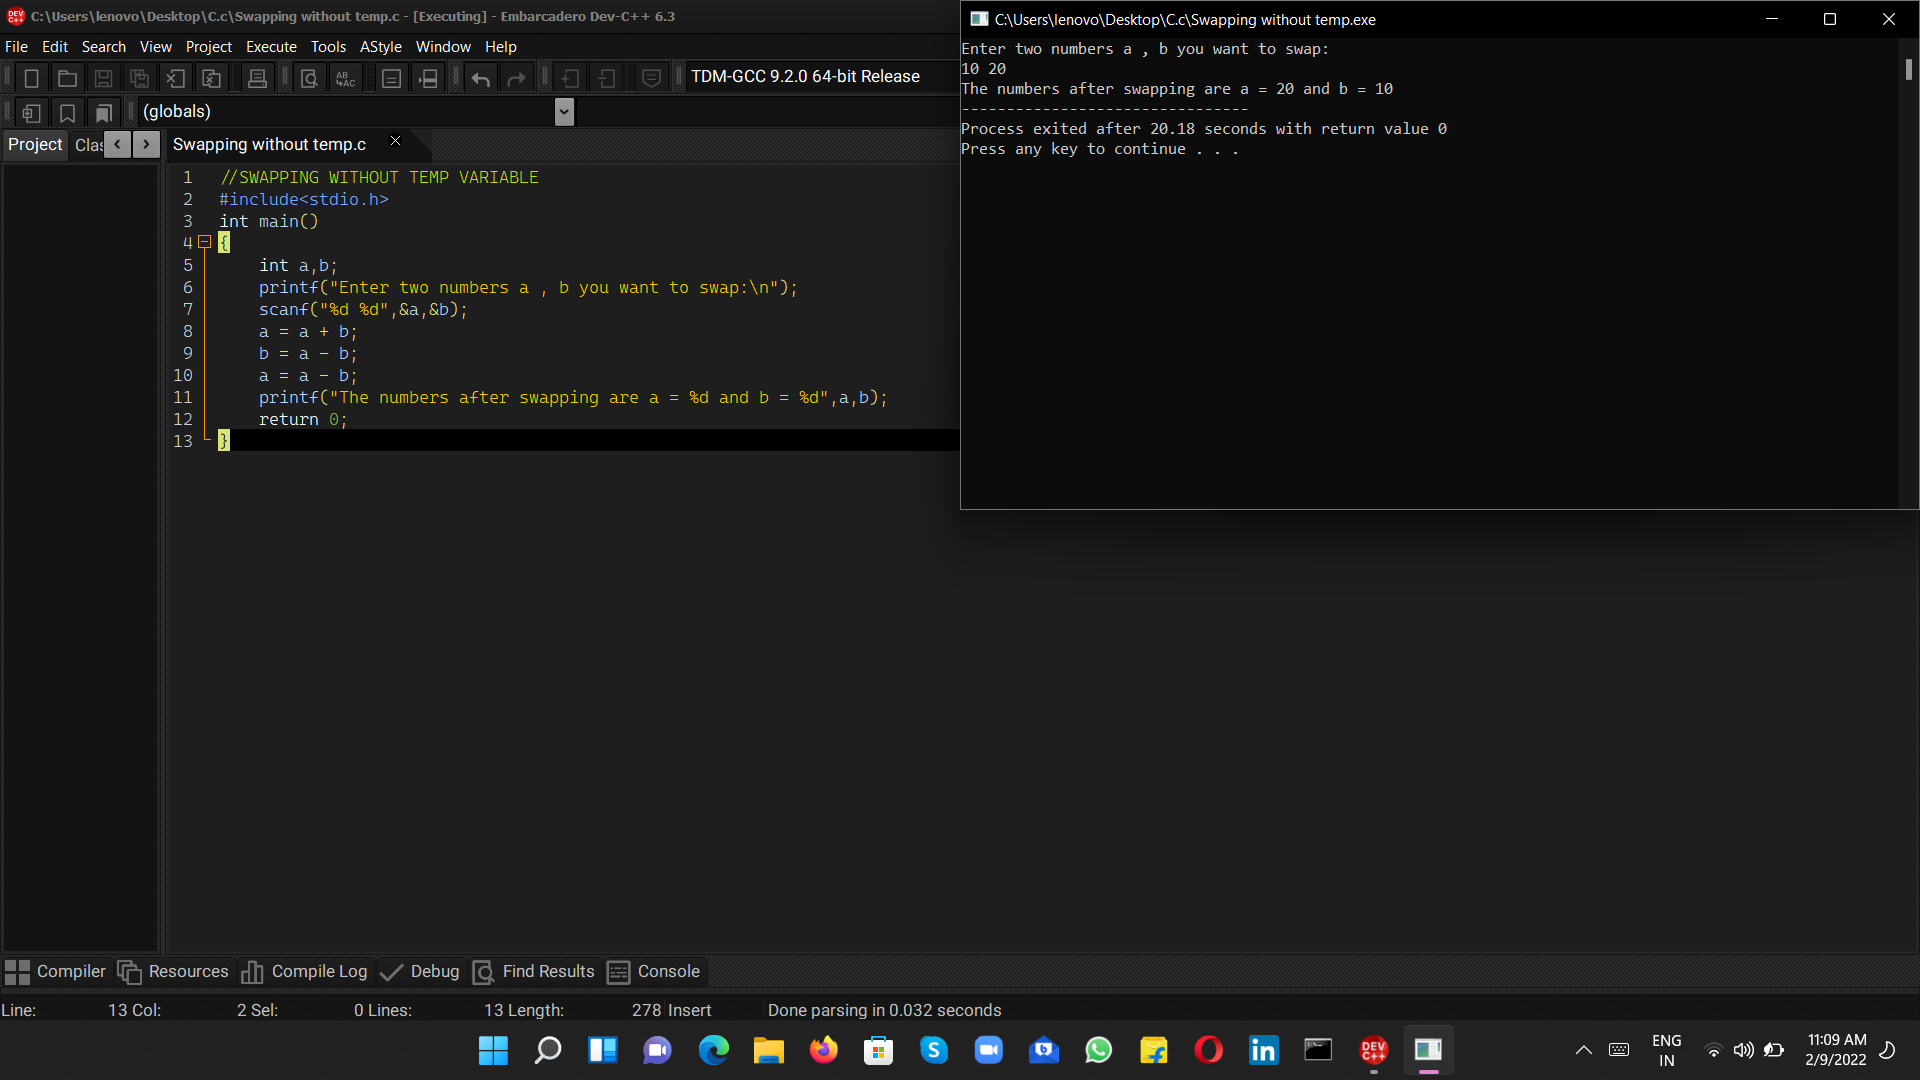 C:\Users\lenovo\Desktop\C.c\Swapping without temp.c - [Executing] - Embarcadero Dev-C++ 6.3
File Edit Search View Project Execute Tools AStyle Window Help
TDM-GCC 9.2.0 64-bit Release
(globals)
Project Clas
Swapping without temp.c
1 //SWAPPING WITHOUT TEMP VARIABLE
2 #include<stdio.h>
3 int main()
4 {
5 int a,b;
6 printf("Enter two numbers a , b you want to swap:\n");
7 scanf("%d %d",&a,&b);
8 a = a + b;
9 b = a - b;
10 a = a - b;
11 printf("The numbers after swapping are a = %d and b = %d",a,b);
12 return 0;
13 }
C:\Users\lenovo\Desktop\C.c\Swapping without temp.exe
Enter two numbers a , b you want to swap:
10 20
The numbers after swapping are a = 20 and b = 10
--------------------------------
Process exited after 20.18 seconds with return value 0
Press any key to continue . . .
Compiler Resources Compile Log Debug Find Results Console
Line: 13 Col: 2 Sel: 0 Lines: 13 Length: 278 Insert Done parsing in 0.032 seconds
DEV C++
ENG
IN
11:09 AM
2/9/2022